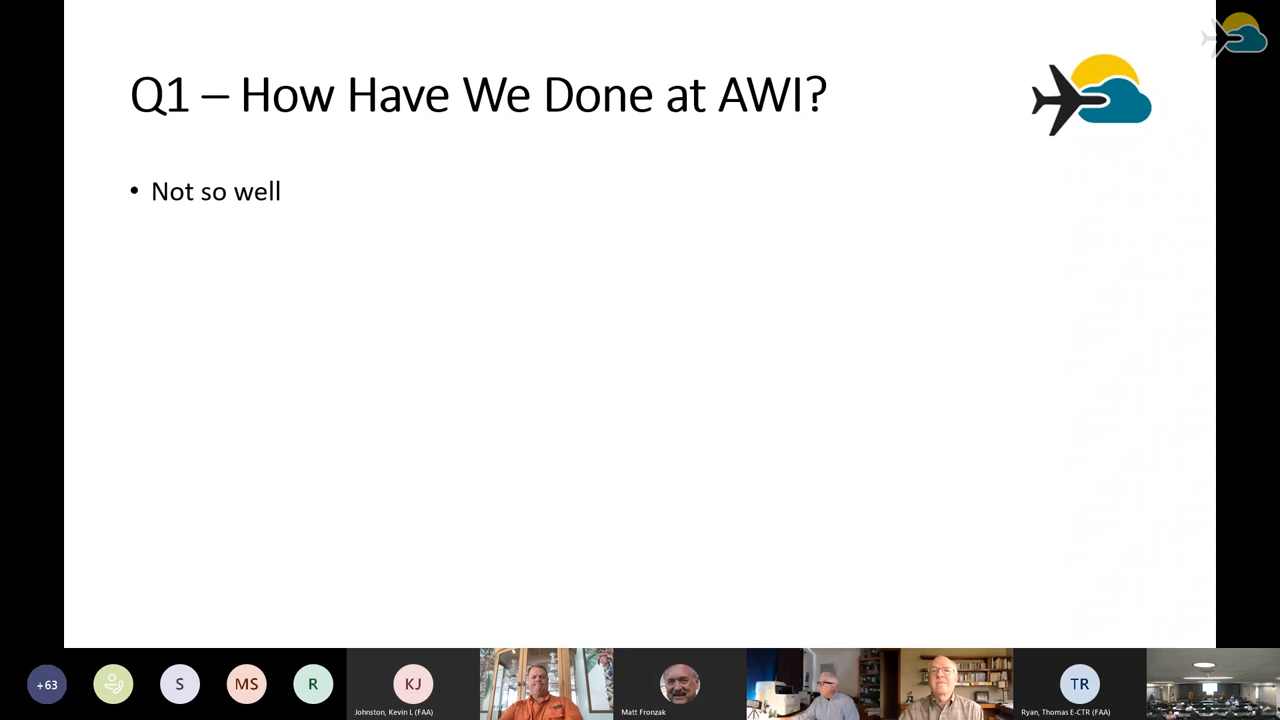 Q1 – How Have We Done at AWI?
• Not so well
+63
S
MS
R
KJ
Johnston, Kevin L (FAA)
Matt Fronzak
TR
Ryan, Thomas E-CTR (FAA)